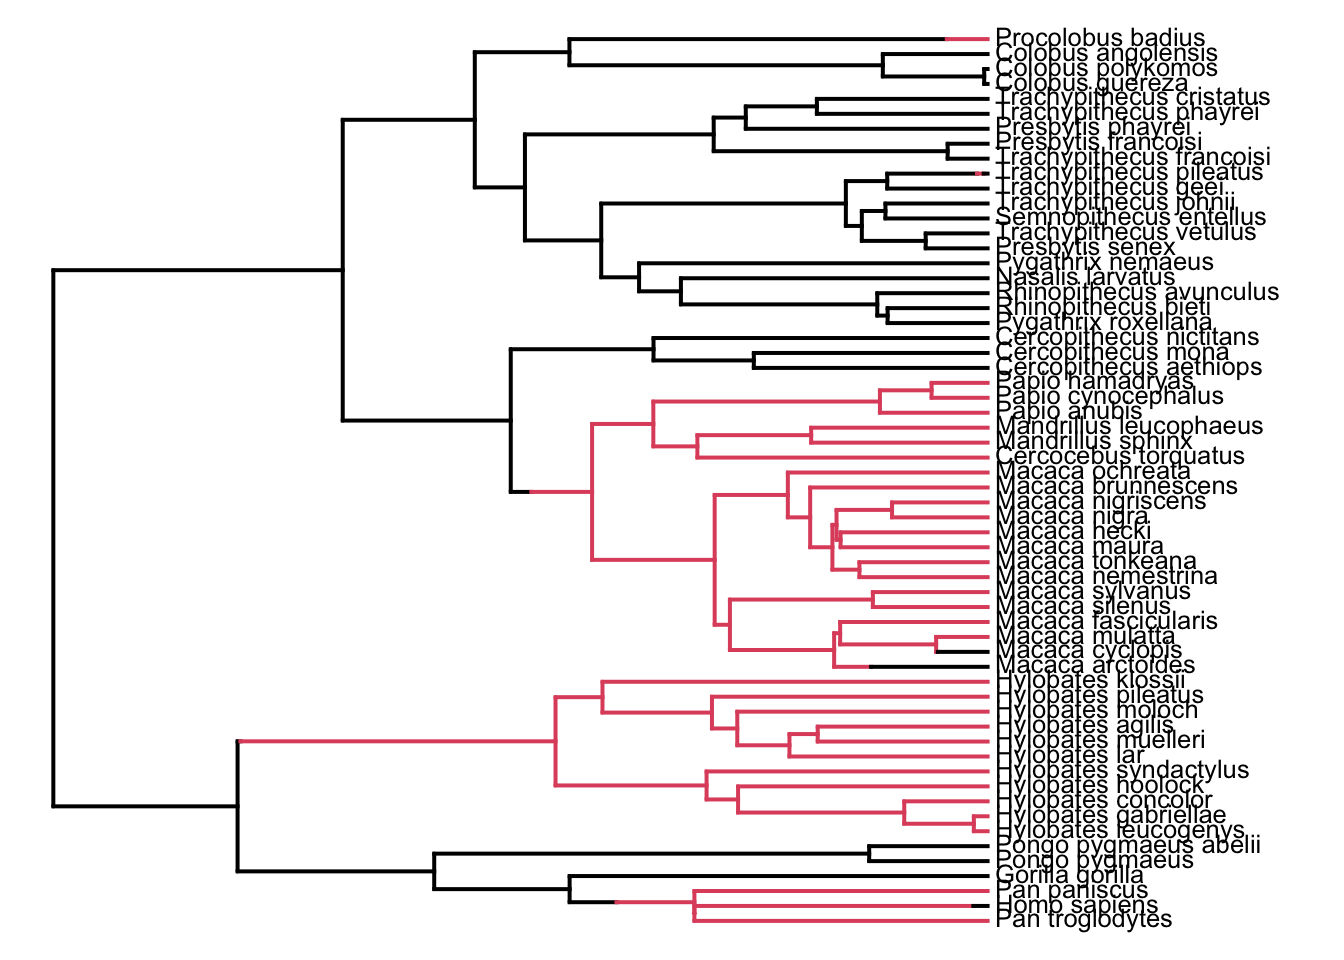 Procolobus badius
Colobus angolensis
Colobus polykomos
Colobus guereza
Trachypithecus cristatus
Trachypithecus phayrei
Presbytis phayrei
Presbytis francoisi
Trachypithecus francoisi
Trachypithecus pileatus
Trachypithecus geei
Trachypithecus johnii
Semnopithecus entellus
Trachypithecus vetulus
Presbytis senex
Pygathrix nemaeus
Nasalis larvatus
Rhinopithecus avunculus
Rhinopithecus bieti
Pygathrix roxellana
Cercopithecus nictitans
Cercopithecus mona
Cercopithecus aethiops
Papio hamadryas
Papio cynocephalus
Papio anubis
Mandrillus leucophaeus
Mandrillus sphinx
Cercocebus torquatus
Macaca ochreata
Macaca brunnescens
Macaca nigriscens
Macaca nigra
Macaca hecki
Macaca maura
Macaca tonkeana
Macaca nemestrina
Macaca sylvanus
Macaca silenus
Macaca fascicularis
Macaca mulatta
Macaca cyclopis
Macaca arctoides
Hylobates klossii
Hylobates pileatus
Hylobates moloch
Hylobates agilis
Hylobates muelleri
Hylobates lar
Hylobates syndactylus
Hylobates hoolock
Hylobates concolor
Hylobates gabriellae
Hylobates leucogenys
Pongo pygmaeus abelii
Pongo pygmaeus
Gorilla gorilla
Pan paniscus
Homo sapiens
Pan troglodytes